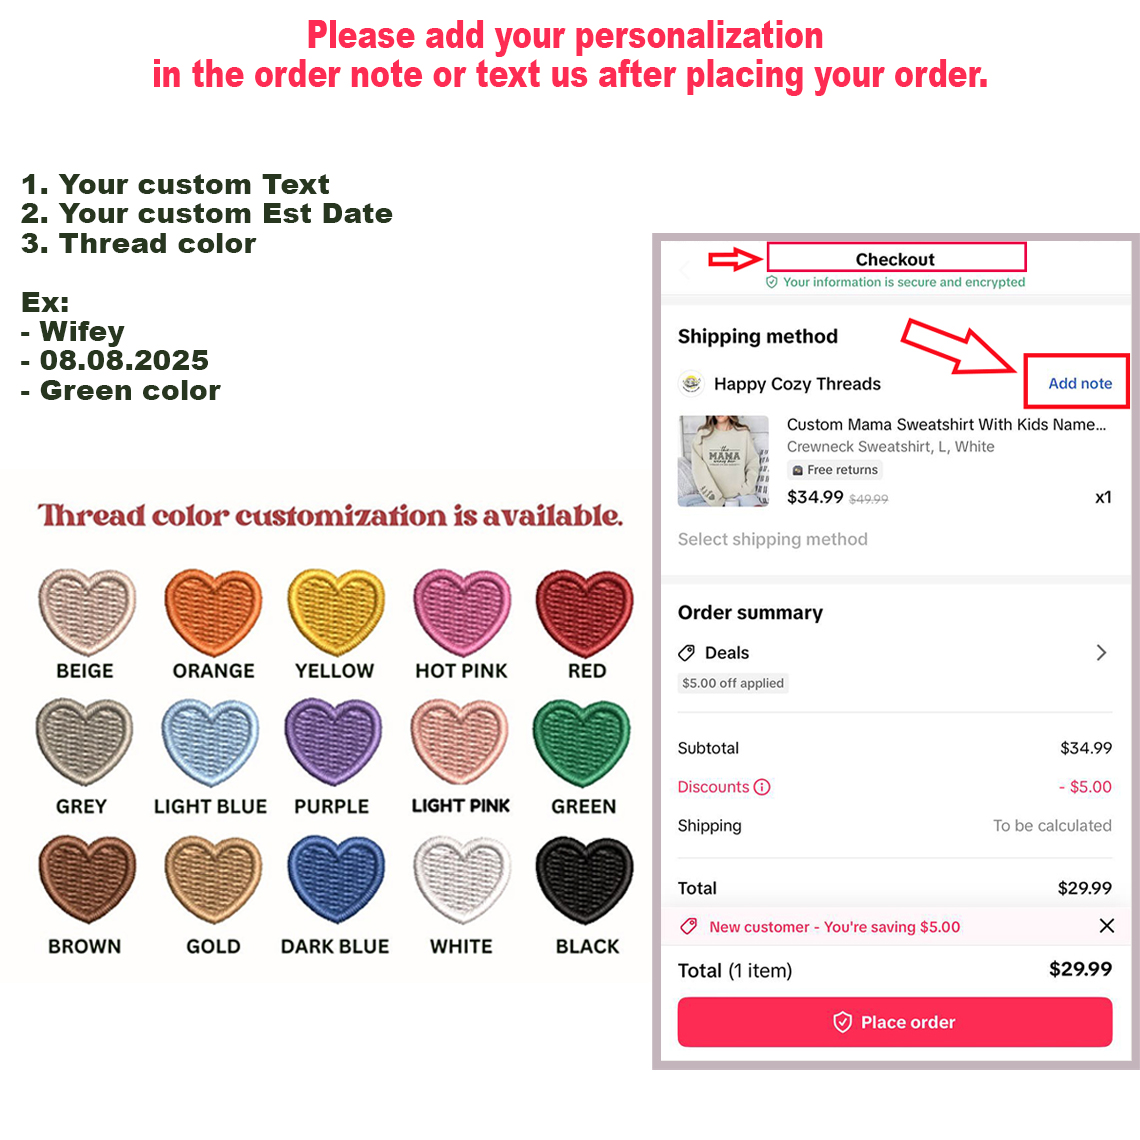 Please add your personalization
in the order note or text us after placing your order.
1. Your custom Text
2. Your custom Est Date
3. Thread color
Ex:
- Wifey
- 08.08.2025
- Green color
Thread color customization is available.
BEIGE
ORANGE
YELLOW
HOT PINK
RED
GREY
LIGHT BLUE
PURPLE
LIGHT PINK
GREEN
BROWN
GOLD
DARK BLUE
WHITE
BLACK
Checkout
Your information is secure and encrypted
Shipping method
Happy Cozy Threads
Add note
MAMA
Custom Mama Sweatshirt With Kids Name...
Crewneck Sweatshirt, L, White
Free returns
$34.99 $49.99
x1
Select shipping method
Order summary
Deals
$5.00 off applied
Subtotal $34.99
Discounts - $5.00
Shipping To be calculated
Total $29.99
New customer - You're saving $5.00
Total (1 item) $29.99
Place order